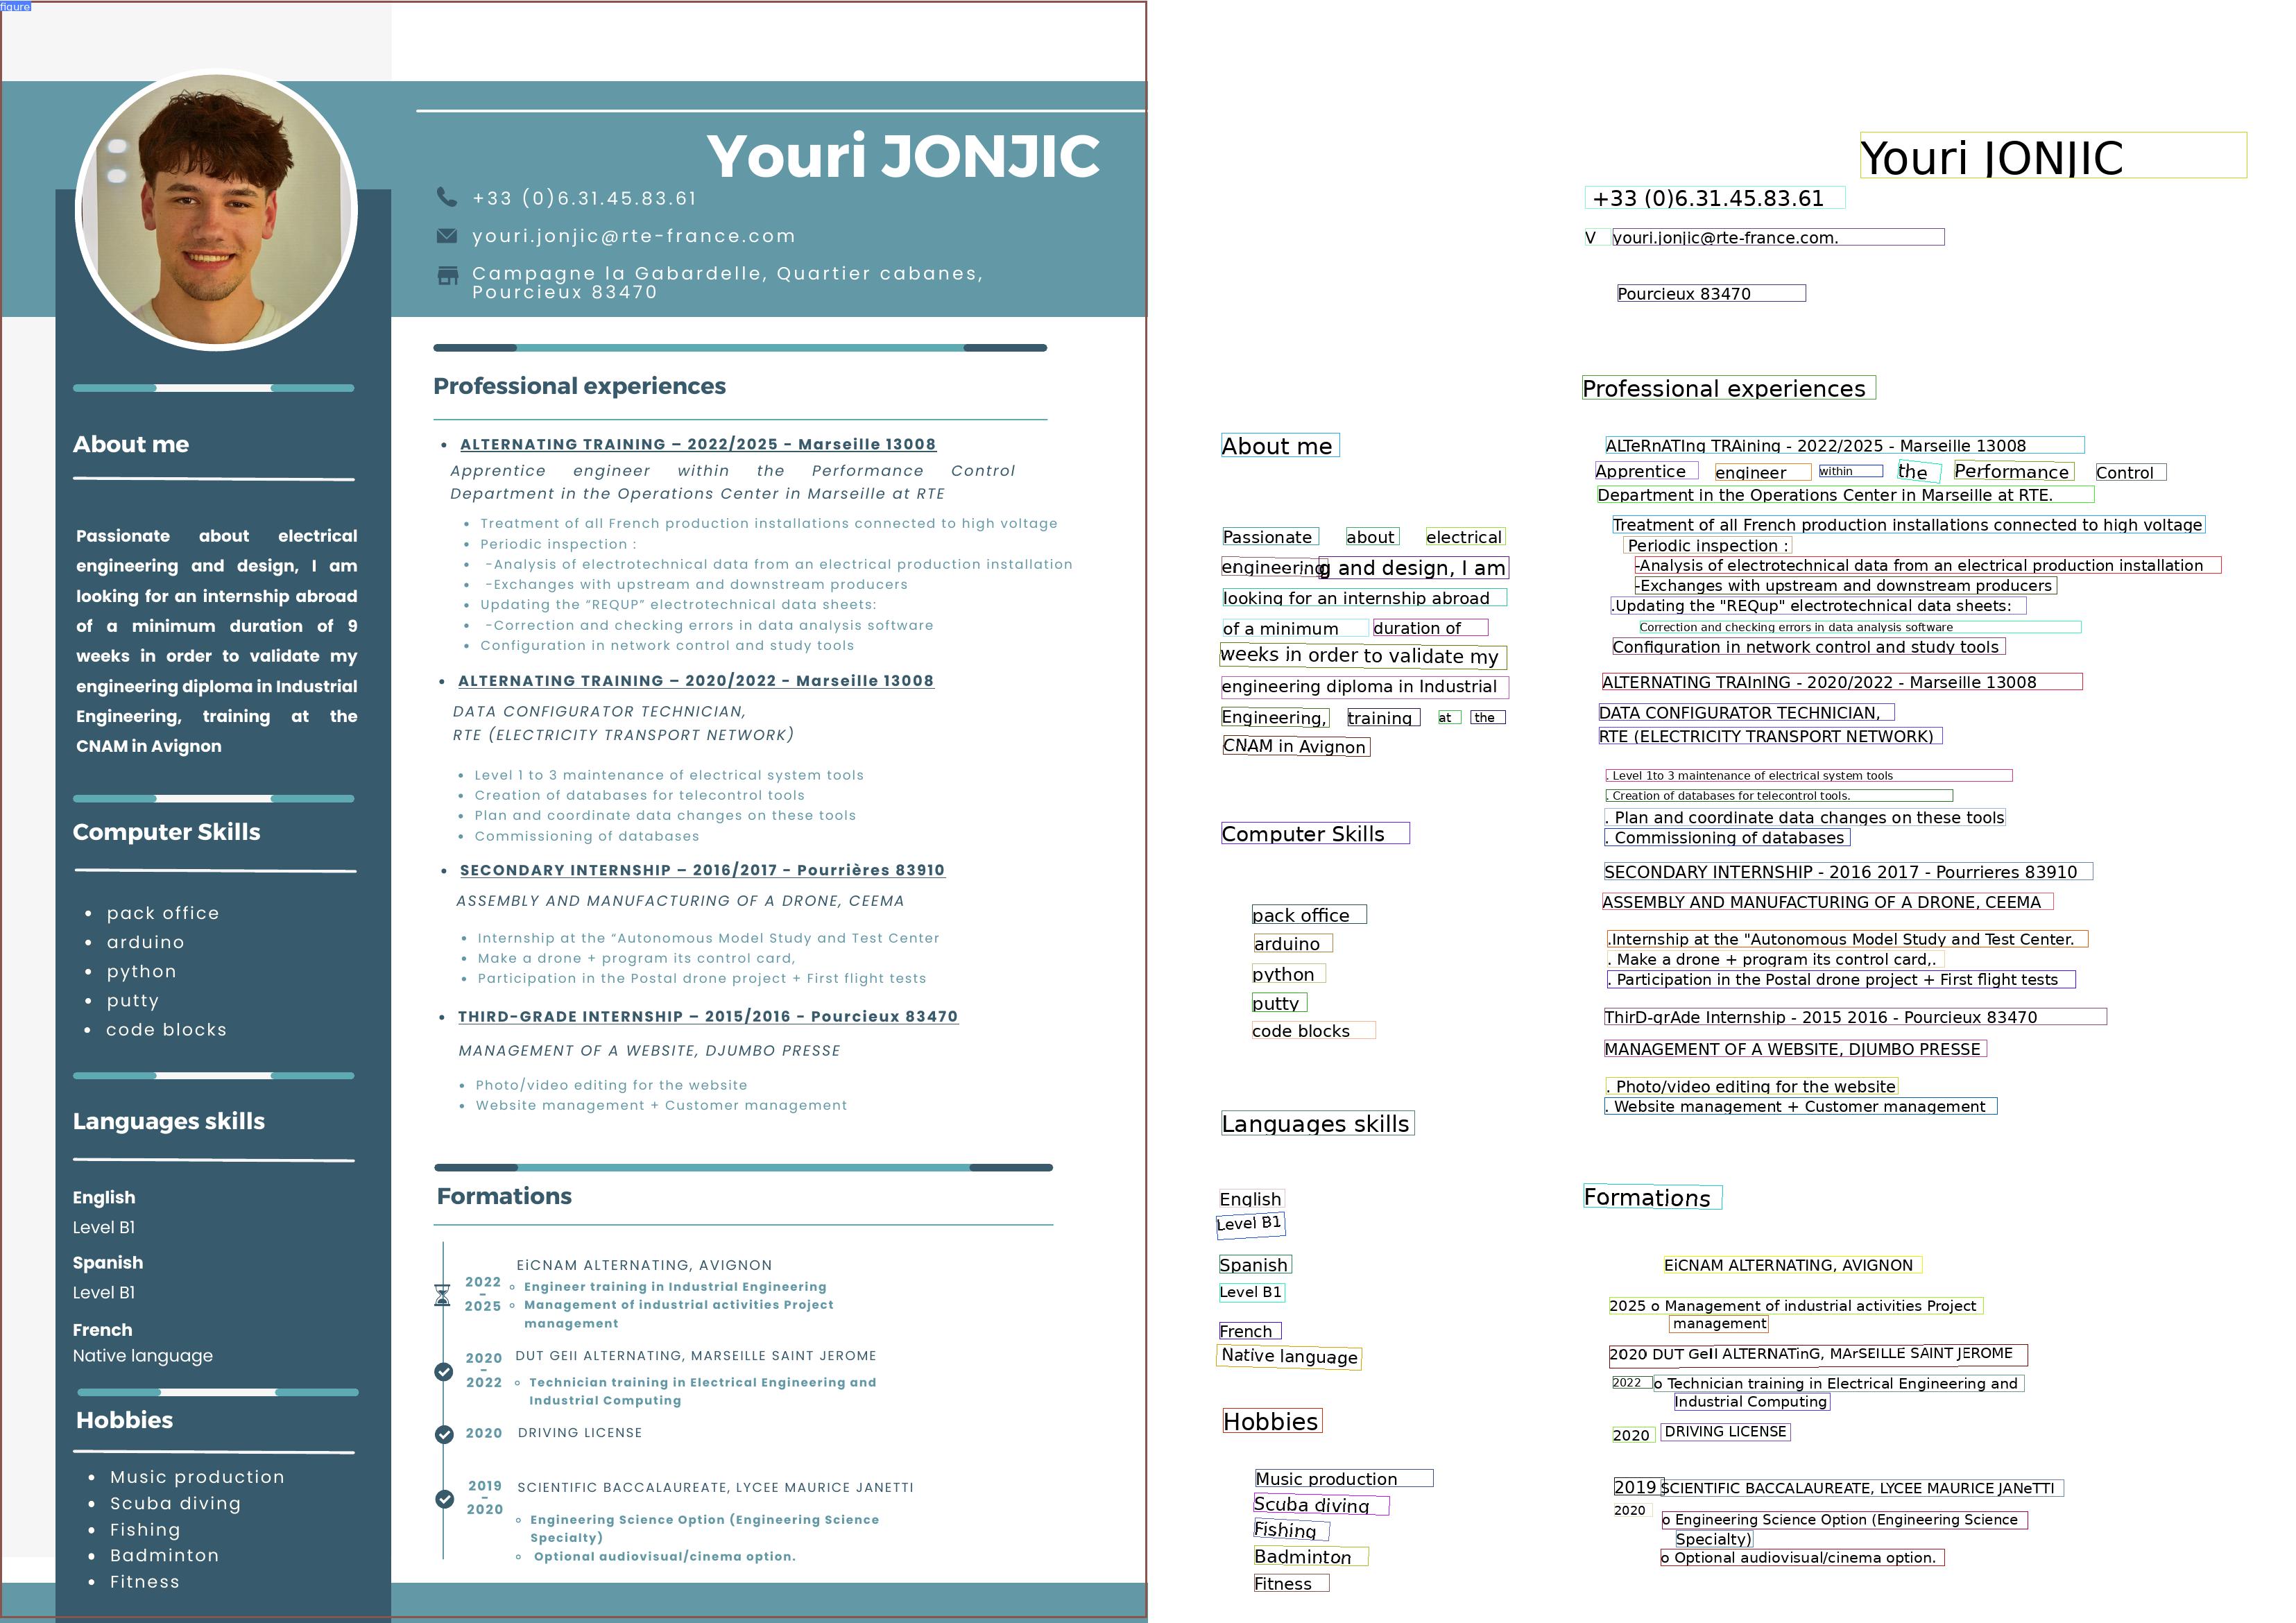 figure
Youri JONJIC
+33 (0)6.31.45.83.61
youri.jonjic@rte-france.com
Campagne la Gabardelle, Quartier cabanes,
Pourcieux 83470
About me
Passionate about electrical
engineering and design, I am
looking for an internship abroad
of a minimum duration of 9
weeks in order to validate my
engineering diploma in Industrial
Engineering, training at the
CNAM in Avignon
Computer Skills
• pack office
• arduino
• python
• putty
• code blocks
Languages skills
English
Level B1
Spanish
Level B1
French
Native language
Hobbies
• Music production
• Scuba diving
• Fishing
• Badminton
• Fitness
Professional experiences
• ALTERNATING TRAINING – 2022/2025 - Marseille 13008
Apprentice engineer within the Performance Control
Department in the Operations Center in Marseille at RTE
• Treatment of all French production installations connected to high voltage
• Periodic inspection :
• -Analysis of electrotechnical data from an electrical production installation
• -Exchanges with upstream and downstream producers
• Updating the “REQUP” electrotechnical data sheets:
• -Correction and checking errors in data analysis software
• Configuration in network control and study tools
• ALTERNATING TRAINING – 2020/2022 - Marseille 13008
DATA CONFIGURATOR TECHNICIAN,
RTE (ELECTRICITY TRANSPORT NETWORK)
• Level 1 to 3 maintenance of electrical system tools
• Creation of databases for telecontrol tools
• Plan and coordinate data changes on these tools
• Commissioning of databases
• SECONDARY INTERNSHIP – 2016/2017 - Pourrières 83910
ASSEMBLY AND MANUFACTURING OF A DRONE, CEEMA
• Internship at the “Autonomous Model Study and Test Center
• Make a drone + program its control card,
• Participation in the Postal drone project + First flight tests
• THIRD-GRADE INTERNSHIP – 2015/2016 - Pourcieux 83470
MANAGEMENT OF A WEBSITE, DJUMBO PRESSE
• Photo/video editing for the website
• Website management + Customer management
Formations
EiCNAM ALTERNATING, AVIGNON
2022 - 2025
◦ Engineer training in Industrial Engineering
◦ Management of industrial activities Project
management
2020 - 2022
DUT GEII ALTERNATING, MARSEILLE SAINT JEROME
◦ Technician training in Electrical Engineering and
Industrial Computing
2020 DRIVING LICENSE
2019 - 2020
SCIENTIFIC BACCALAUREATE, LYCEE MAURICE JANETTI
◦ Engineering Science Option (Engineering Science
Specialty)
◦ Optional audiovisual/cinema option.
Youri JONJIC
+33 (0)6.31.45.83.61
V youri.jonjic@rte-france.com.
Pourcieux 83470
About me
Passionate about electrical
engineering g and design, I am
looking for an internship abroad
of a minimum duration of
weeks in order to validate my
engineering diploma in Industrial
Engineering, training at the
CNAM in Avignon
Computer Skills
pack office
arduino
python
putty
code blocks
Languages skills
English
Level B1
Spanish
Level B1
French
Native language
Hobbies
Music production
Scuba diving
Fishing
Badminton
Fitness
Professional experiences
ALTeRnATIng TRAining - 2022/2025 - Marseille 13008
Apprentice engineer within the Performance Control
Department in the Operations Center in Marseille at RTE.
Treatment of all French production installations connected to high voltage
Periodic inspection :
-Analysis of electrotechnical data from an electrical production installation
-Exchanges with upstream and downstream producers
.Updating the "REQup" electrotechnical data sheets:
Correction and checking errors in data analysis software
Configuration in network control and study tools
ALTERNATING TRAInING - 2020/2022 - Marseille 13008
DATA CONFIGURATOR TECHNICIAN,
RTE (ELECTRICITY TRANSPORT NETWORK)
. Level 1to 3 maintenance of electrical system tools
. Creation of databases for telecontrol tools.
. Plan and coordinate data changes on these tools
. Commissioning of databases
SECONDARY INTERNSHIP - 2016 2017 - Pourrieres 83910
ASSEMBLY AND MANUFACTURING OF A DRONE, CEEMA
.Internship at the "Autonomous Model Study and Test Center.
. Make a drone + program its control card,.
. Participation in the Postal drone project + First flight tests
ThirD-grAde Internship - 2015 2016 - Pourcieux 83470
MANAGEMENT OF A WEBSITE, DJUMBO PRESSE
. Photo/video editing for the website
. Website management + Customer management
Formations
EiCNAM ALTERNATING, AVIGNON
2025 o Management of industrial activities Project
management
2020 DUT GeII ALTERNATinG, MArSEILLE SAINT JEROME
2022 o Technician training in Electrical Engineering and
Industrial Computing
2020 DRIVING LICENSE
2019 SCIENTIFIC BACCALAUREATE, LYCEE MAURICE JANeTTI
2020
o Engineering Science Option (Engineering Science
Specialty)
o Optional audiovisual/cinema option.